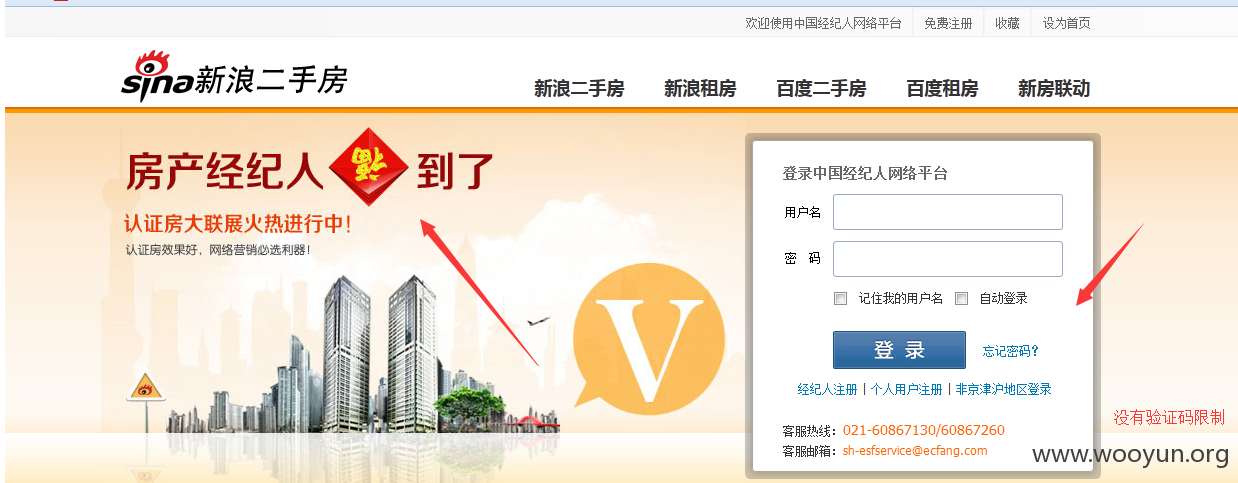 欢迎使用中国经纪人网络平台 免费注册 收藏 设为首页
sina新浪二手房
新浪二手房 新浪租房 百度二手房 百度租房 新房联动
房产经纪人福到了
认证房大联展火热进行中!
认证房效果好，网络营销必选利器!
V
登录中国经纪人网络平台
用户名
密 码
记住我的用户名 自动登录
登 录 忘记密码?
经纪人注册 | 个人用户注册 | 非京津沪地区登录
客服热线：021-60867130/60867260
客服邮箱：sh-esfservice@ecfang.com
没有验证码限制
www.wooyun.org